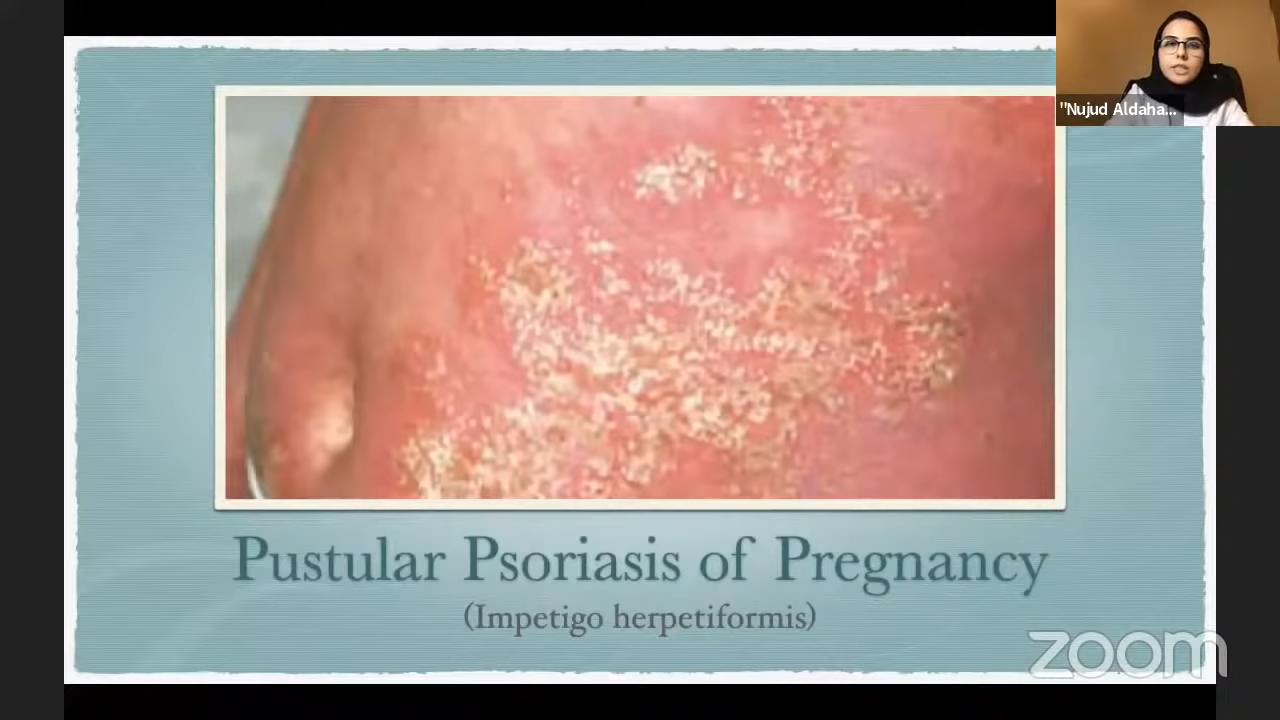 "Nujud Aldaha...
Pustular Psoriasis of Pregnancy
(Impetigo herpetiformis)
zoom